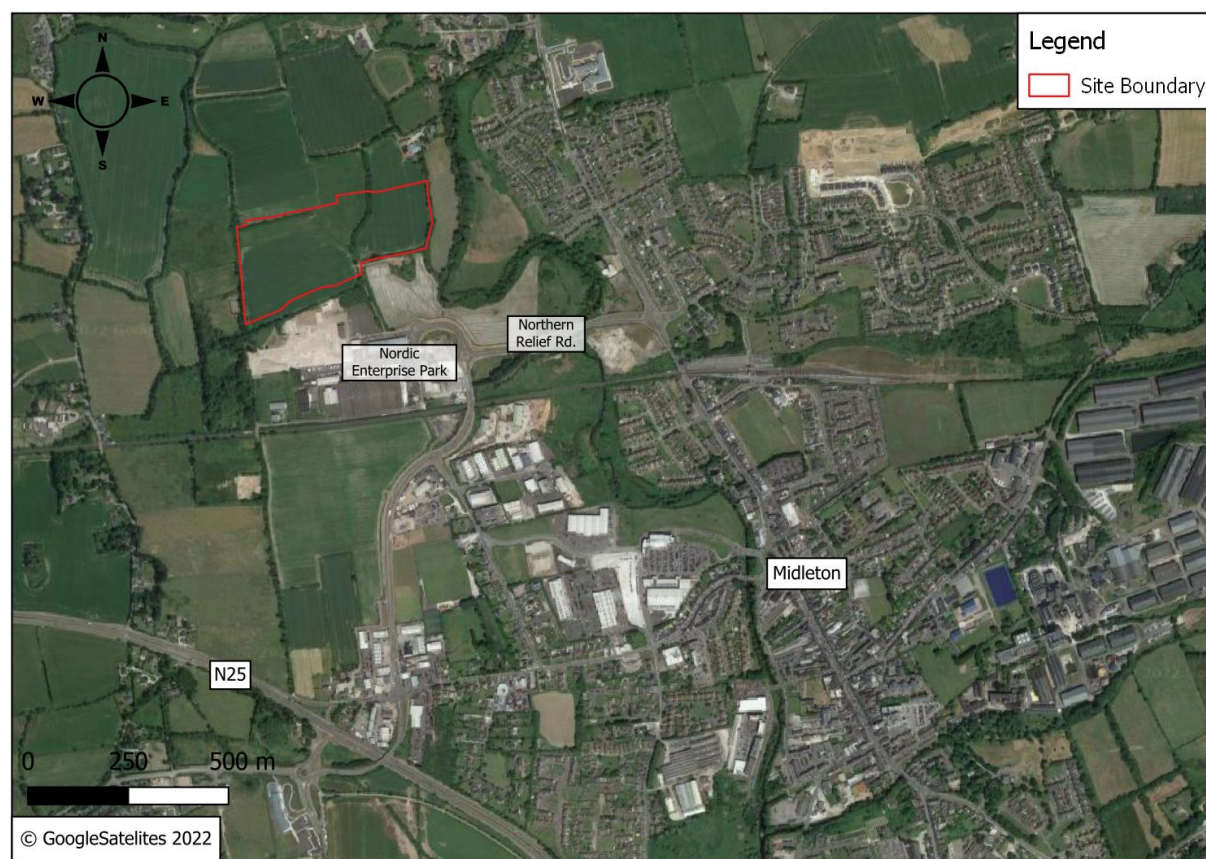 Legend
Site Boundary
N
W
E
S
Northern
Relief Rd.
Nordic
Enterprise Park
Midleton
N25
0 250 500 m
© GoogleSatelites 2022